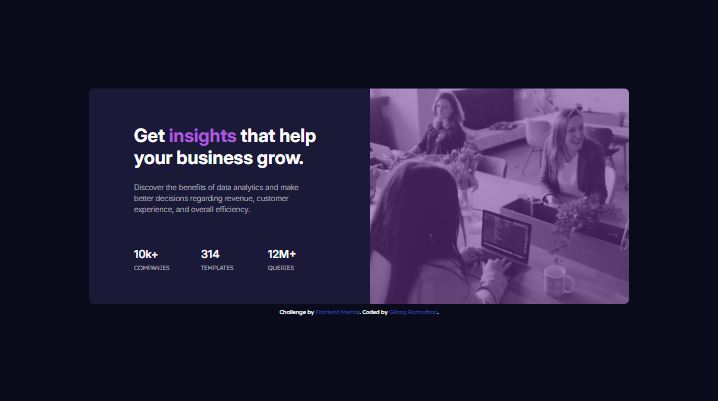 Get insights that help
your business grow.
Discover the benefits of data analytics and make
better decisions regarding revenue, customer
experience, and overall efficiency.
10k+ 314 12M+
COMPANIES TEMPLATES QUERIES
Challenge by Frontend Mentor. Coded by Gilang Ramadhan.